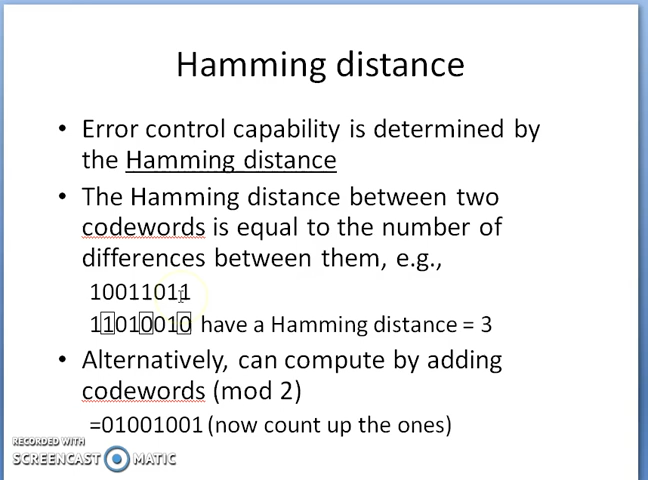 Hamming distance
• Error control capability is determined by
the Hamming distance
• The Hamming distance between two
codewords is equal to the number of
differences between them, e.g.,
10011011
11010010 have a Hamming distance = 3
• Alternatively, can compute by adding
codewords (mod 2)
=01001001 (now count up the ones)
RECORDED WITH
SCREENCAST MATIC